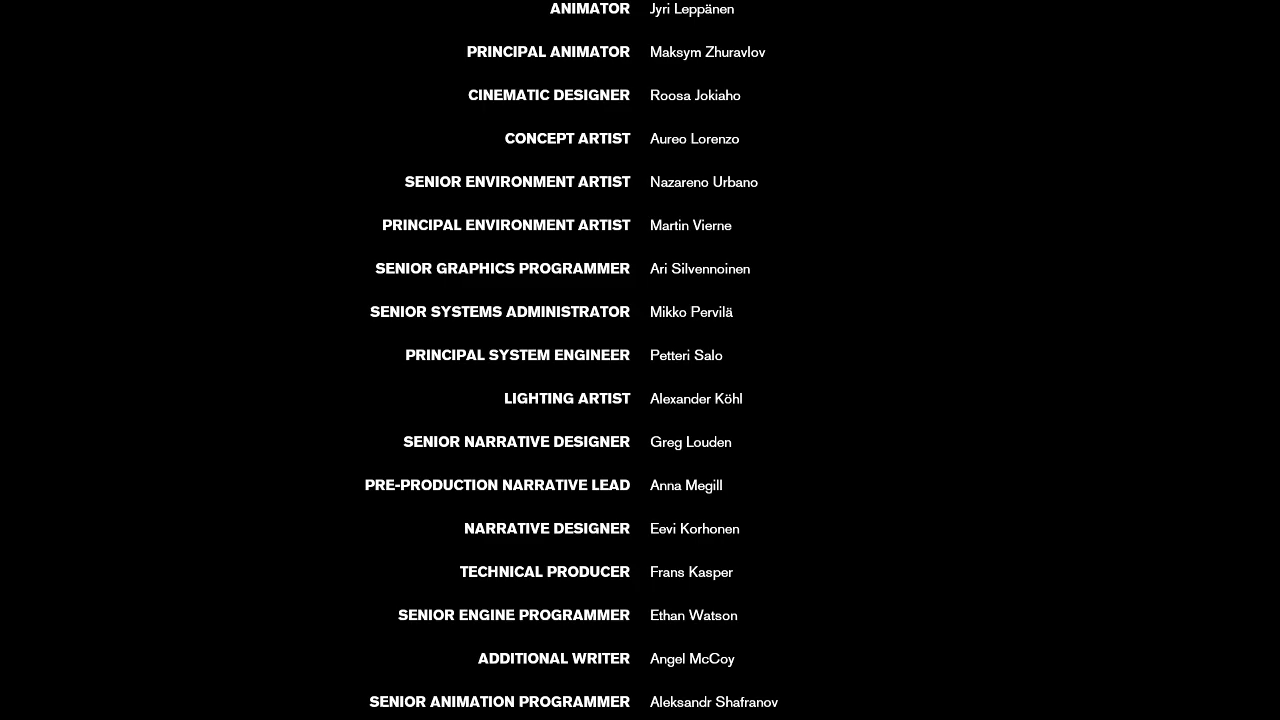 ANIMATOR Jyri Leppänen
PRINCIPAL ANIMATOR Maksym Zhuravlov
CINEMATIC DESIGNER Roosa Jokiaho
CONCEPT ARTIST Aureo Lorenzo
SENIOR ENVIRONMENT ARTIST Nazareno Urbano
PRINCIPAL ENVIRONMENT ARTIST Martin Vierne
SENIOR GRAPHICS PROGRAMMER Ari Silvennoinen
SENIOR SYSTEMS ADMINISTRATOR Mikko Pervilä
PRINCIPAL SYSTEM ENGINEER Petteri Salo
LIGHTING ARTIST Alexander Köhl
SENIOR NARRATIVE DESIGNER Greg Louden
PRE-PRODUCTION NARRATIVE LEAD Anna Megill
NARRATIVE DESIGNER Eevi Korhonen
TECHNICAL PRODUCER Frans Kasper
SENIOR ENGINE PROGRAMMER Ethan Watson
ADDITIONAL WRITER Angel McCoy
SENIOR ANIMATION PROGRAMMER Aleksandr Shafranov